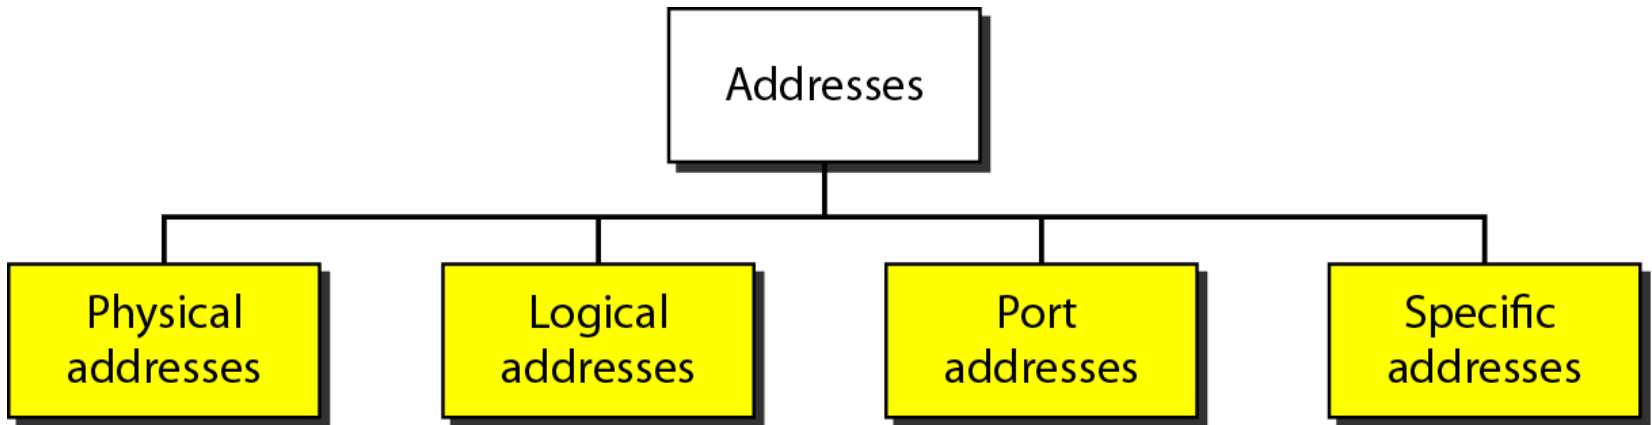 Addresses
Physical
addresses
Logical
addresses
Port
addresses
Specific
addresses